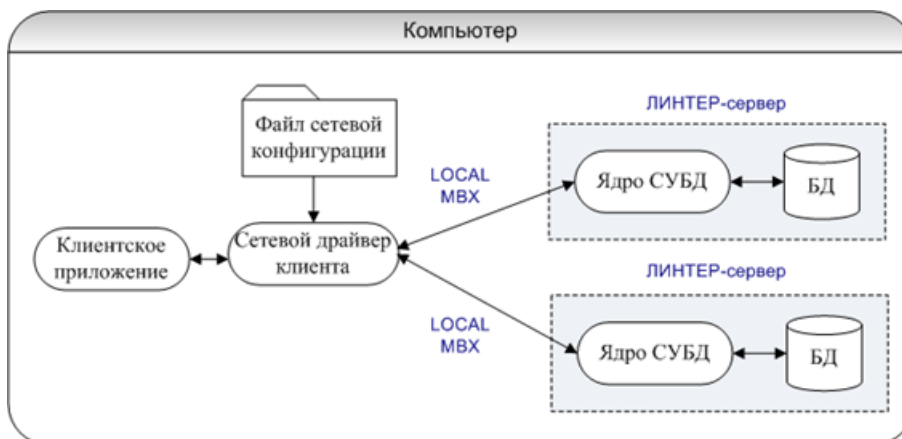 Компьютер
Файл сетевой
конфигурации
Клиентское
приложение
Сетевой драйвер
клиента
LOCAL
MBX
LOCAL
MBX
ЛИНТЕР-сервер
Ядро СУБД
БД
ЛИНТЕР-сервер
Ядро СУБД
БД